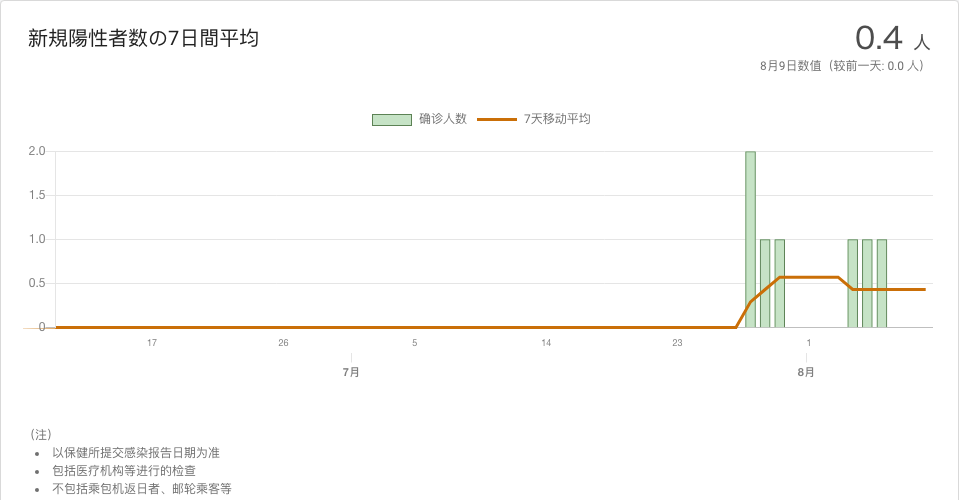 新規陽性者数の7日間平均
0.4 人
8月9日数值（较前一天: 0.0 人）
确诊人数 7天移动平均
2.0
1.5
1.0
0.5
0
17 26 5 14 23 1
7月 8月
（注）
• 以保健所提交感染报告日期为准
• 包括医疗机构等进行的检查
• 不包括乘包机返日者、邮轮乘客等